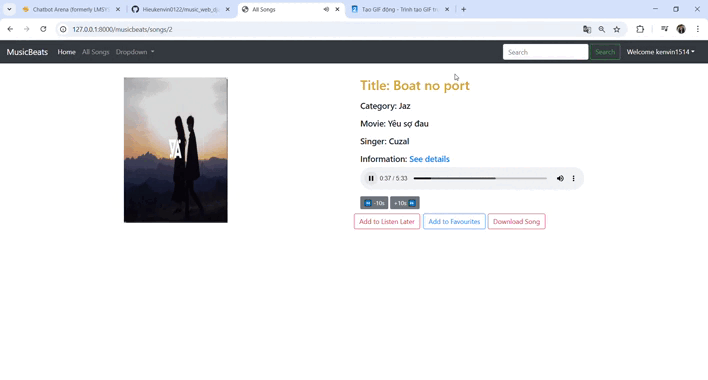 Chatbot Arena (formerly LMSYS
Hieukenvin0122/music_web_dj
All Songs
Tạo GIF động - Trình tạo GIF trự
127.0.0.1:8000/musicbeats/songs/2
MusicBeats Home All Songs Dropdown Search Search Welcome kenvin1514
Title: Boat no port
Category: Jaz
Movie: Yêu sợ đau
Singer: Cuzal
Information: See details
0:37 / 5:33
-10s +10s
Add to Listen Later Add to Favourites Download Song